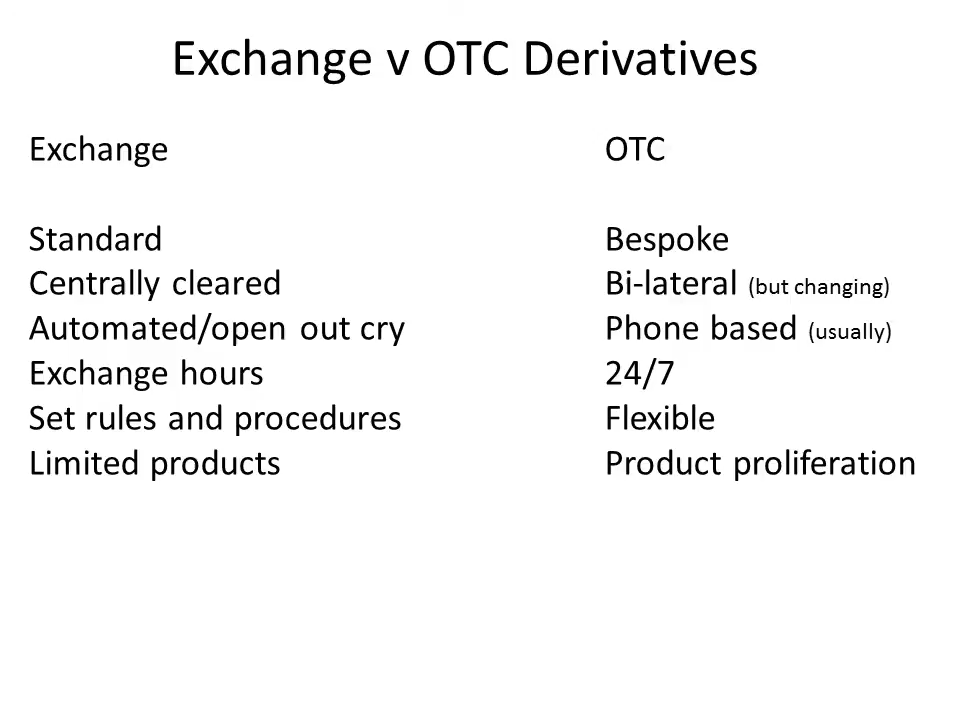 Exchange v OTC Derivatives
Exchange OTC
Standard Bespoke
Centrally cleared Bi-lateral (but changing)
Automated/open out cry Phone based (usually)
Exchange hours 24/7
Set rules and procedures Flexible
Limited products Product proliferation